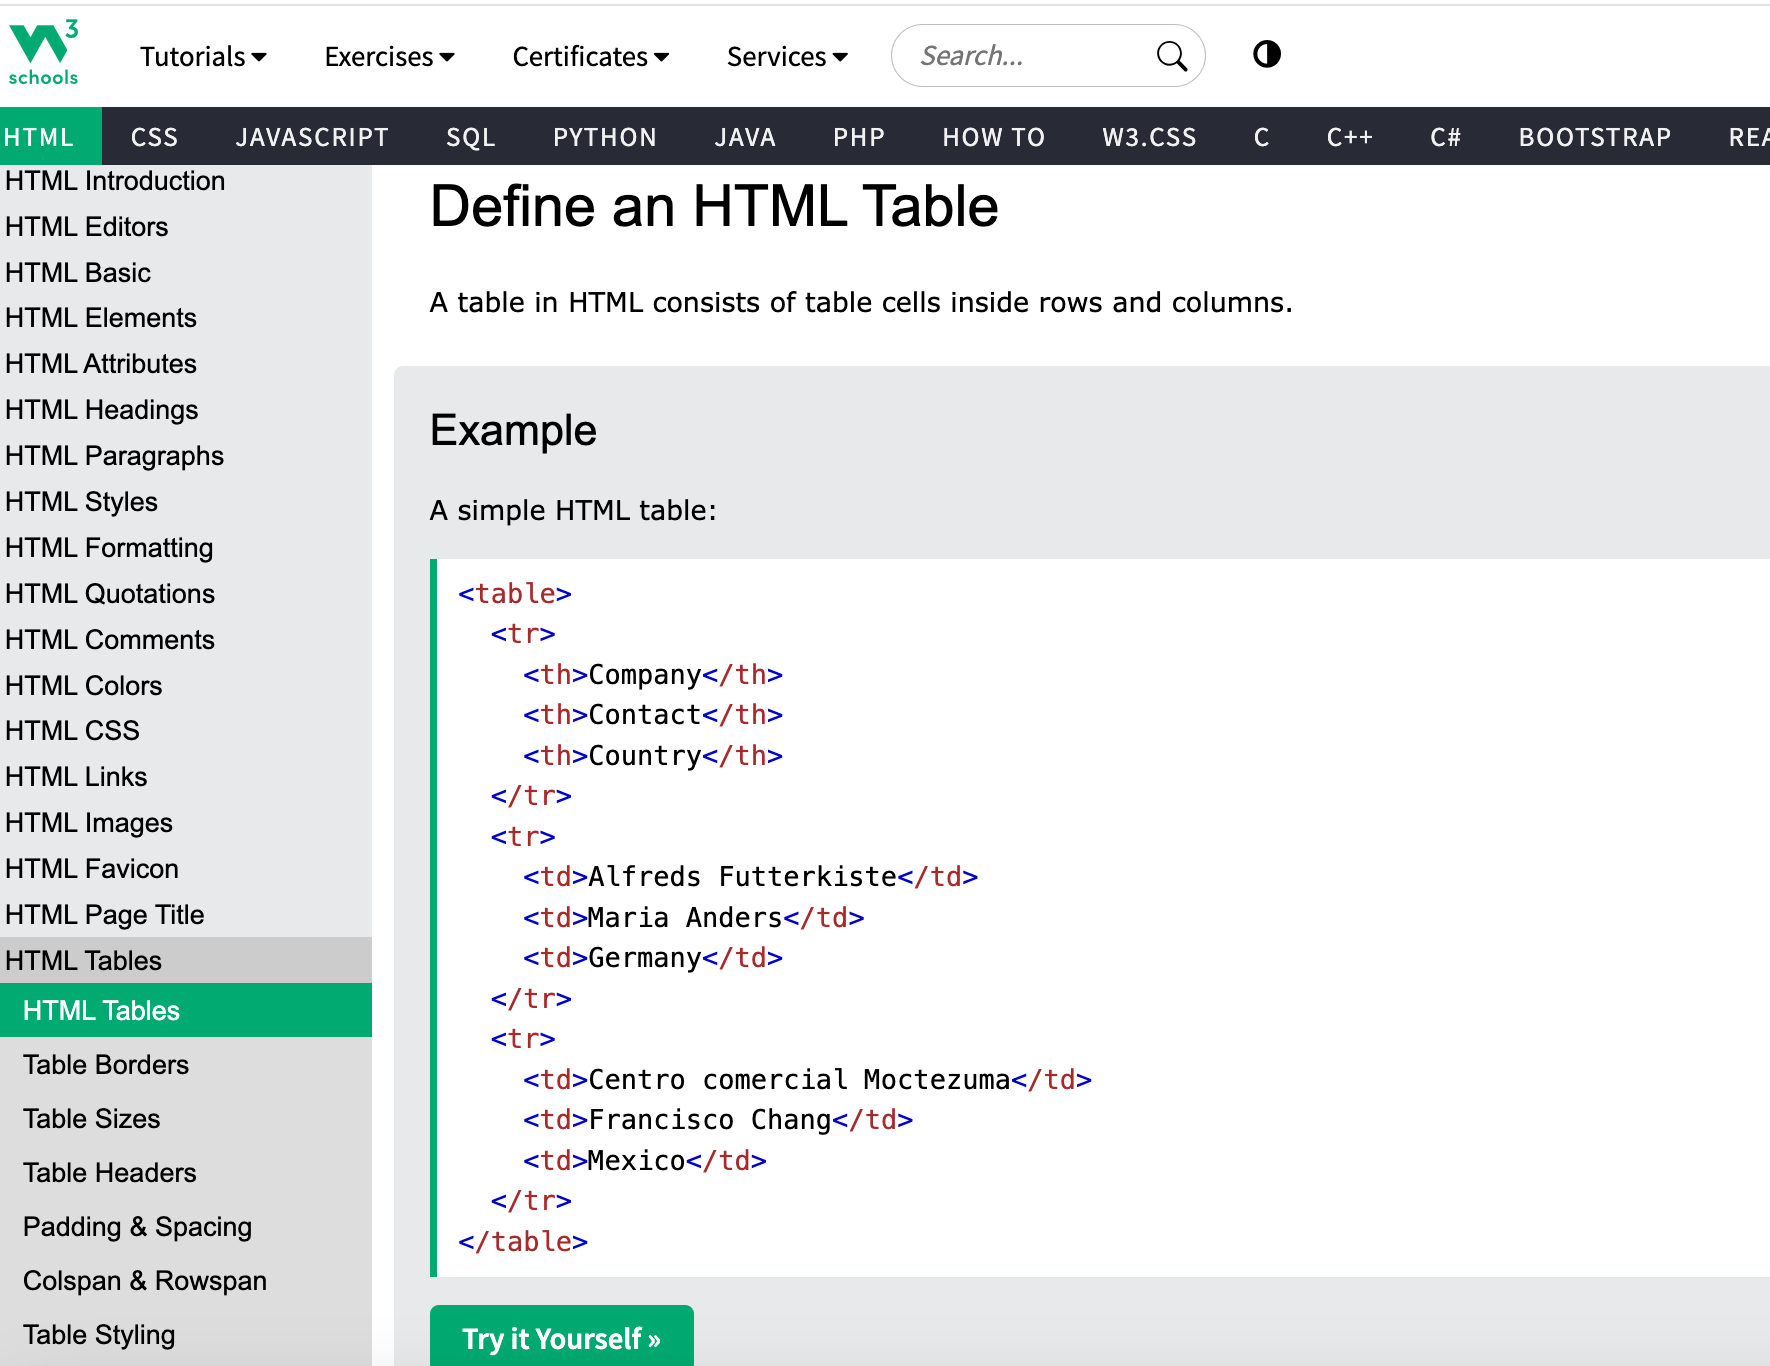 3
schools
Tutorials
Exercises
Certificates
Services
Search...
HTML
CSS
JAVASCRIPT
SQL
PYTHON
JAVA
PHP
HOW TO
W3.CSS
C
C++
C#
BOOTSTRAP
HTML Introduction
HTML Editors
HTML Basic
HTML Elements
HTML Attributes
HTML Headings
HTML Paragraphs
HTML Styles
HTML Formatting
HTML Quotations
HTML Comments
HTML Colors
HTML CSS
HTML Links
HTML Images
HTML Favicon
HTML Page Title
HTML Tables
HTML Tables
Table Borders
Table Sizes
Table Headers
Padding & Spacing
Colspan & Rowspan
Table Styling
Define an HTML Table
A table in HTML consists of table cells inside rows and columns.
Example
A simple HTML table:
<table>
  <tr>
    <th>Company</th>
    <th>Contact</th>
    <th>Country</th>
  </tr>
  <tr>
    <td>Alfreds Futterkiste</td>
    <td>Maria Anders</td>
    <td>Germany</td>
  </tr>
  <tr>
    <td>Centro comercial Moctezuma</td>
    <td>Francisco Chang</td>
    <td>Mexico</td>
  </tr>
</table>
Try it Yourself »